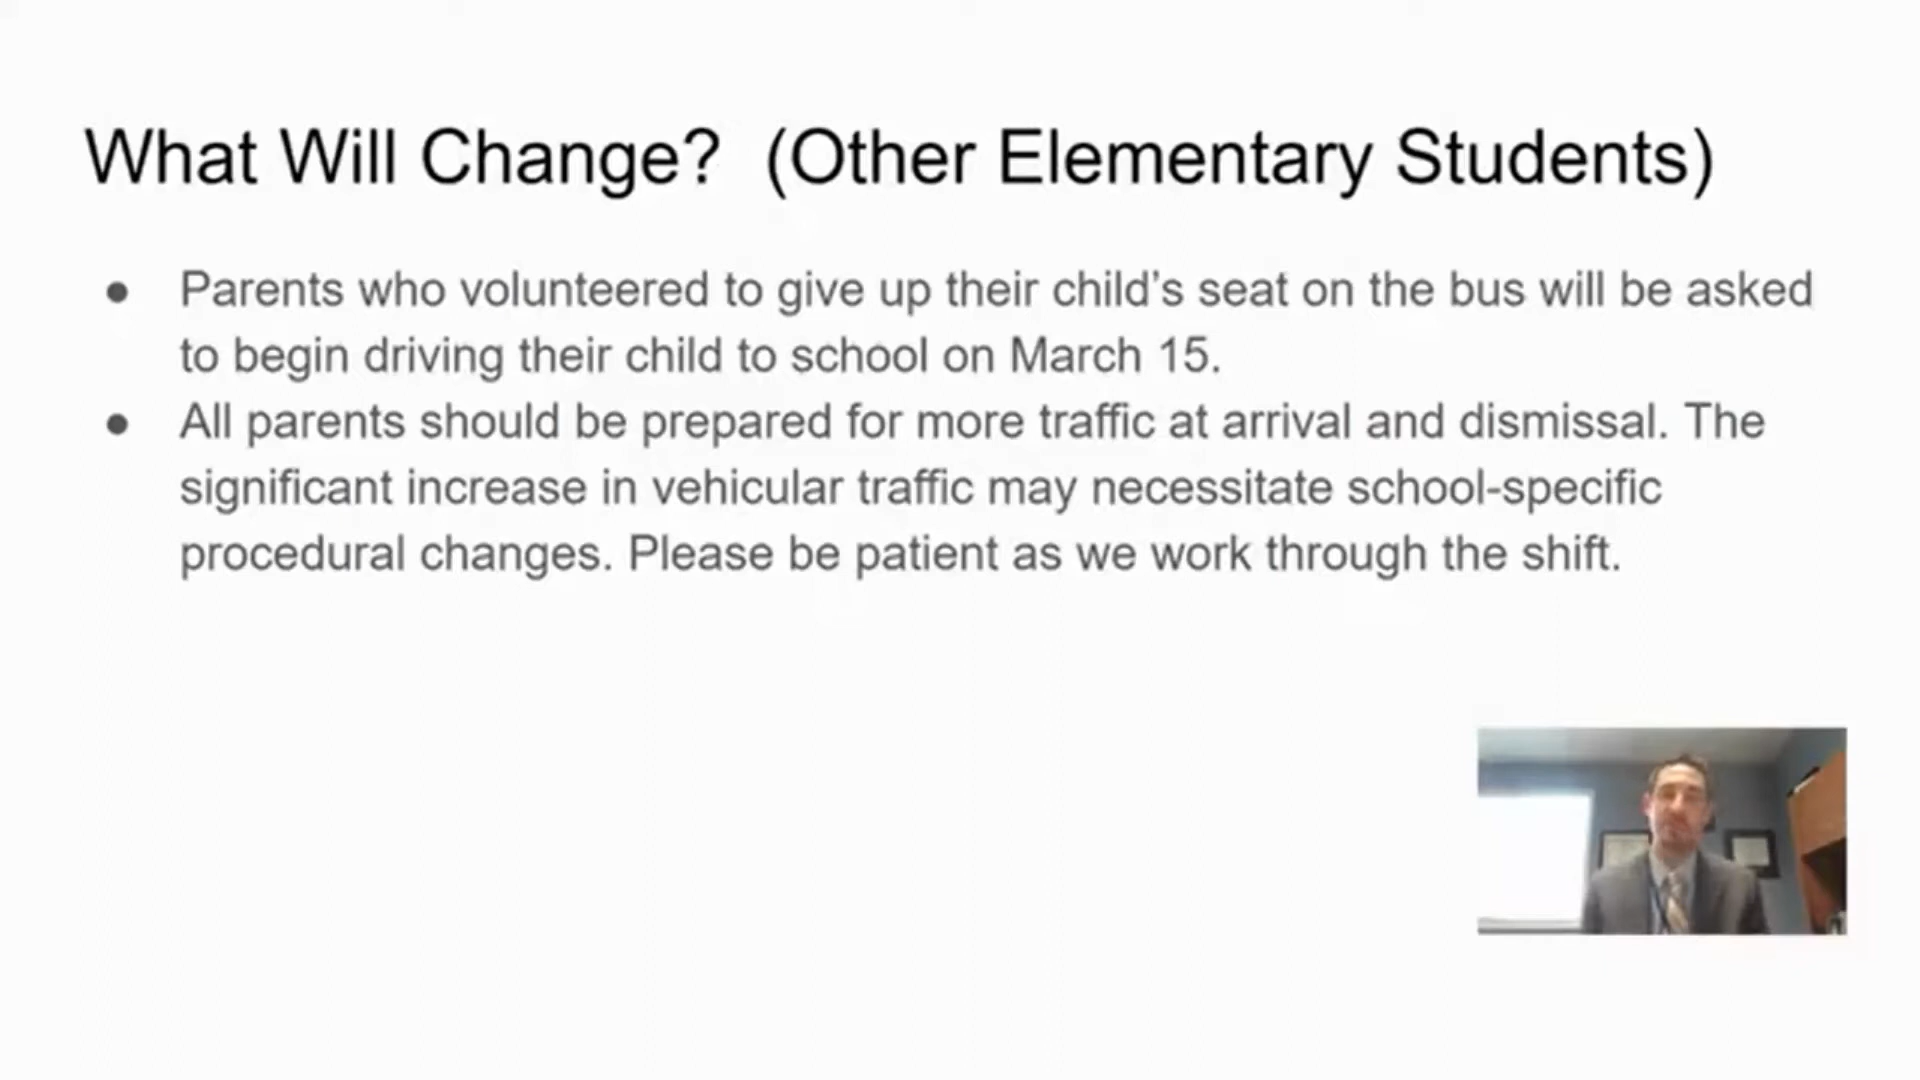 What Will Change?  (Other Elementary Students)
● Parents who volunteered to give up their child’s seat on the bus will be asked
to begin driving their child to school on March 15.
● All parents should be prepared for more traffic at arrival and dismissal. The
significant increase in vehicular traffic may necessitate school-specific
procedural changes. Please be patient as we work through the shift.